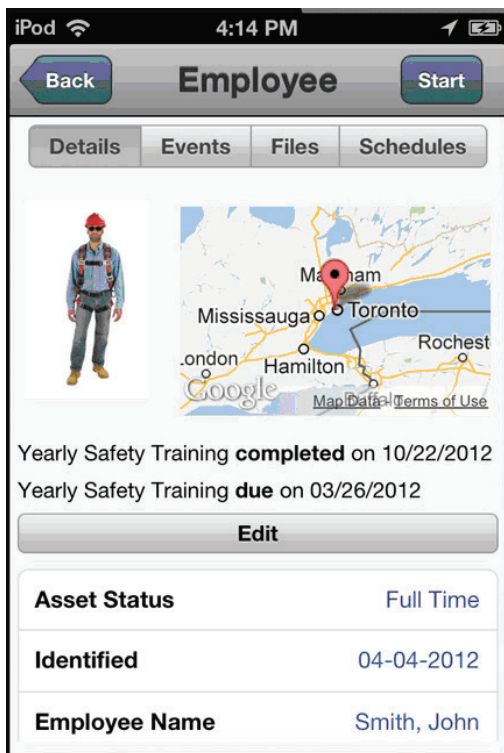 iPod 4:14 PM
Back Employee Start
Details Events Files Schedules
Mississauga Toronto
Rochest
.ondon
Hamilton
Google Map Data - Terms of Use
Yearly Safety Training completed on 10/22/2012
Yearly Safety Training due on 03/26/2012
Edit
Asset Status Full Time
Identified 04-04-2012
Employee Name Smith, John